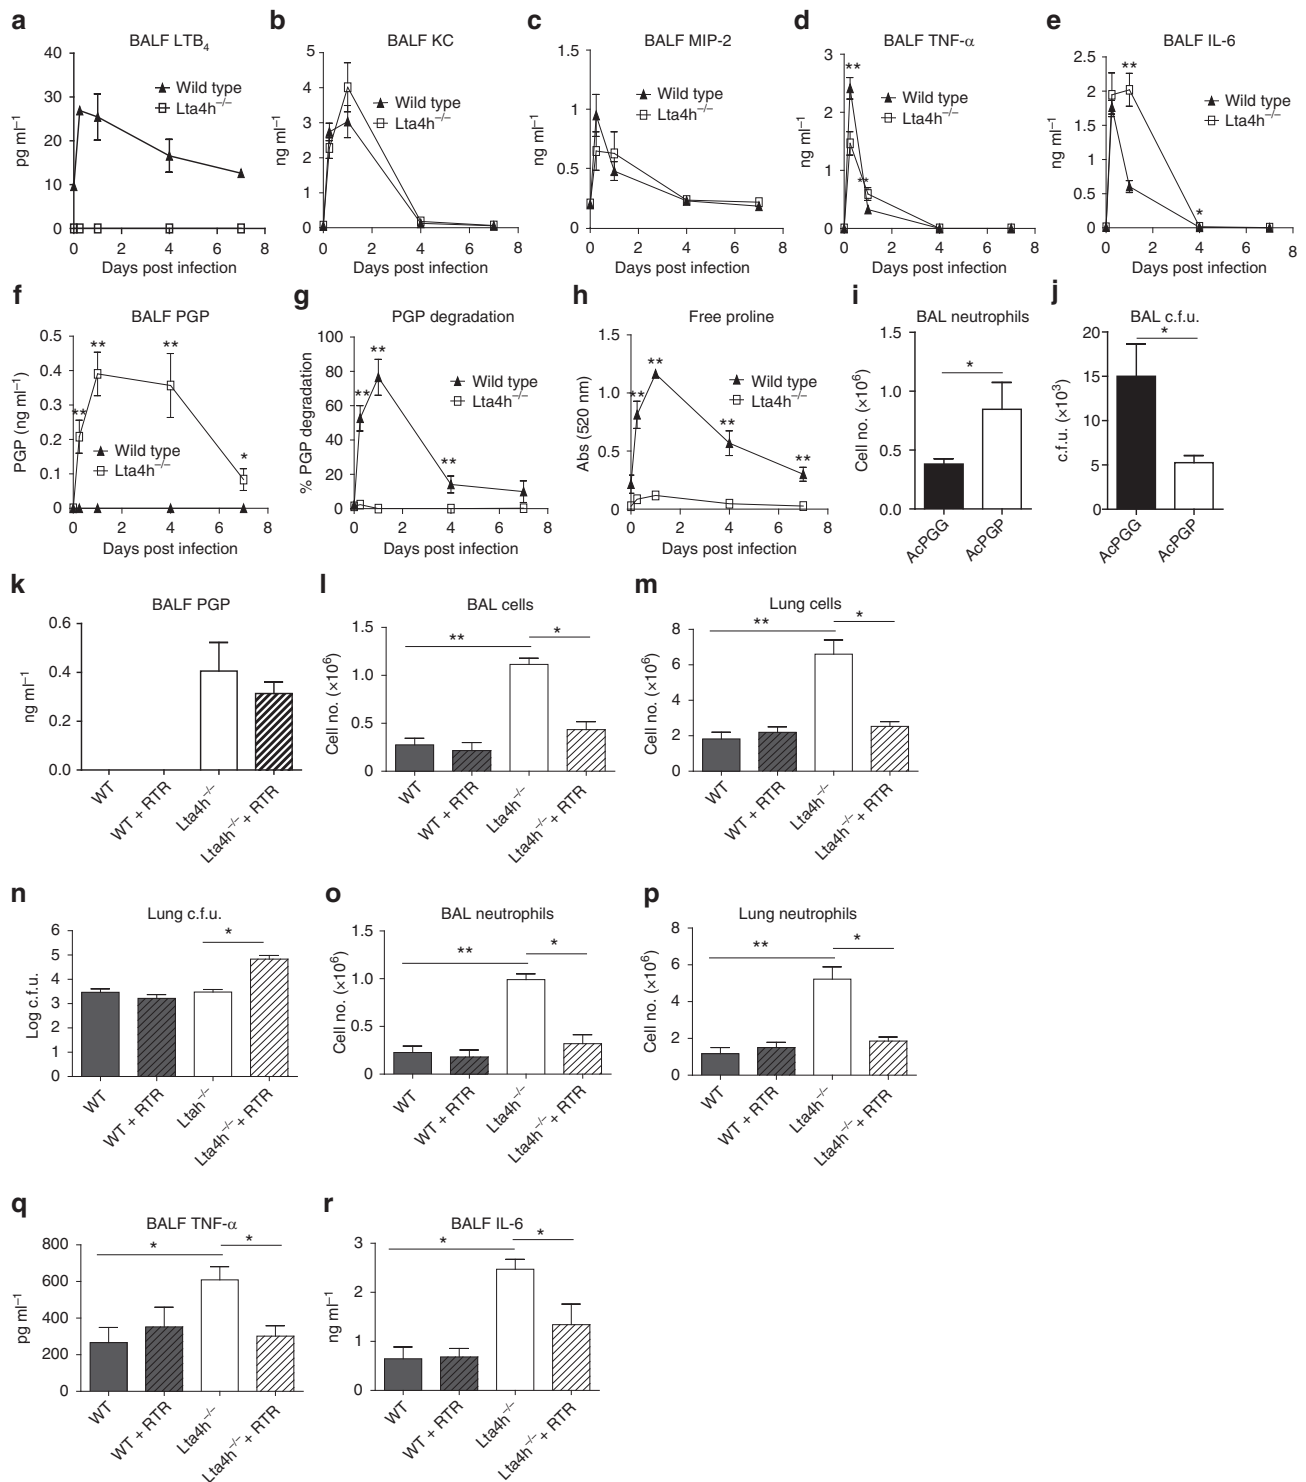 a
BALF LTB4
40
30
20
10
0
pg ml−1
Wild type
Lta4h−/−
0 2 4 6 8
Days post infection
b
BALF KC
5
4
3
2
1
0
ng ml−1
Wild type
Lta4h−/−
0 2 4 6 8
Days post infection
c
BALF MIP-2
1.5
1
0.5
0
ng ml−1
Wild type
Lta4h−/−
0 2 4 6 8
Days post infection
d
BALF TNF-α
3
2
1
0
ng ml−1
**
**
Wild type
Lta4h−/−
0 2 4 6 8
Days post infection
e
BALF IL-6
2.5
2
1.5
1
0.5
0
ng ml−1
**
*
Wild type
Lta4h−/−
0 2 4 6 8
Days post infection
f
BALF PGP
0.5
0.4
0.3
0.2
0.1
0
PGP (ng ml−1)
**
**
**
*
Wild type
Lta4h−/−
0 2 4 6 8
Days post infection
g
PGP degradation
100
80
60
40
20
0
% PGP degradation
**
**
**
Wild type
Lta4h−/−
0 2 4 6 8
Days post infection
h
Free proline
1.5
1.2
0.9
0.6
0.3
0
Abs (520 nm)
**
**
**
**
Wild type
Lta4h−/−
0 2 4 6 8
Days post infection
i
BAL neutrophils
1.5
1.0
0.5
0
Cell no. (×10⁶)
*
AcPGG
AcPGP
j
BAL c.f.u.
20
15
10
5
0
c.f.u. (×10³)
*
AcPGG
AcPGP
k
BALF PGP
0.6
0.4
0.2
0.0
ng ml−1
WT
WT + RTR
Lta4h−/−
Lta4h−/− + RTR
l
BAL cells
1.5
1.0
0.5
0
Cell no. (×10⁶)
**
*
WT
WT + RTR
Lta4h−/−
Lta4h−/− + RTR
m
Lung cells
8
6
4
2
0
Cell no. (×10⁶)
**
*
WT
WT + RTR
Lta4h−/−
Lta4h−/− + RTR
n
Lung c.f.u.
6
5
4
3
2
1
0
Log c.f.u.
*
WT
WT + RTR
Ltah−/−
Lta4h−/− + RTR
o
BAL neutrophils
1.5
1.0
0.5
0
Cell no. (×10⁶)
**
*
WT
WT + RTR
Lta4h−/−
Lta4h−/− + RTR
p
Lung neutrophils
8
6
4
2
0
Cell no. (×10⁶)
**
*
WT
WT + RTR
Lta4h−/−
Lta4h−/− + RTR
q
BALF TNF-α
800
600
400
200
0
pg ml−1
*
*
WT
WT + RTR
Lta4h−/−
Lta4h−/− + RTR
r
BALF IL-6
3
2
1
0
ng ml−1
*
*
WT
WT + RTR
Lta4h−/−
Lta4h−/− + RTR